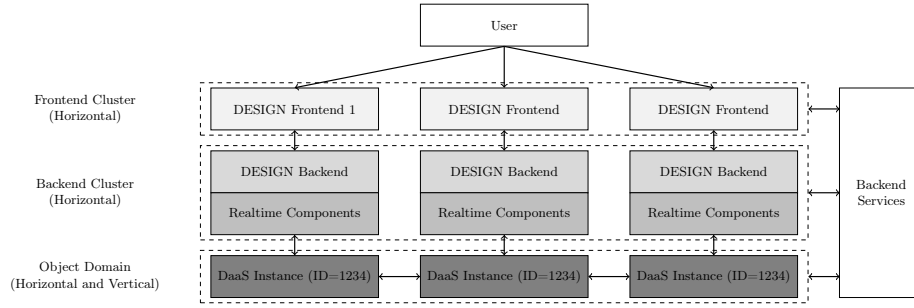 User
Frontend Cluster
(Horizontal)
DESIGN Frontend 1
DESIGN Frontend
DESIGN Frontend
Backend Cluster
(Horizontal)
DESIGN Backend
DESIGN Backend
DESIGN Backend
Realtime Components
Realtime Components
Realtime Components
Backend
Services
Object Domain
(Horizontal and Vertical)
DaaS Instance (ID=1234)
DaaS Instance (ID=1234)
DaaS Instance (ID=1234)